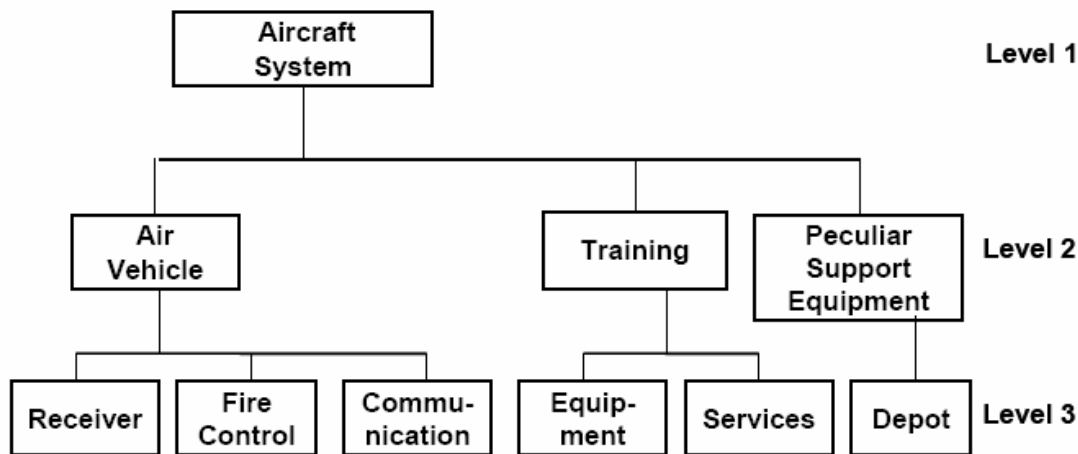 Aircraft
System
Level 1
Air
Vehicle
Training
Peculiar
Support
Equipment
Level 2
Receiver
Fire
Control
Commu-
nication
Equip-
ment
Services
Depot
Level 3